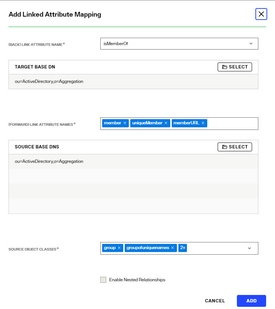 Add Linked Attribute Mapping
(BACK) LINK ATTRIBUTE NAME *
isMemberOf
TARGET BASE DN
SELECT
ou=ActiveDirectory,o=Aggregation
(FORWARD) LINK ATTRIBUTE NAMES *
member × uniqueMember × memberURL ×
SOURCE BASE DNS
SELECT
ou=ActiveDirectory,o=Aggregation
SOURCE OBJECT CLASSES *
group × groupofuniquenames × 2+
Enable Nested Relationships
CANCEL
ADD